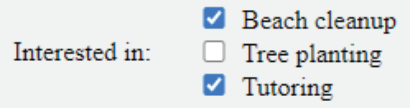 Beach cleanup
Interested in: Tree planting
Tutoring